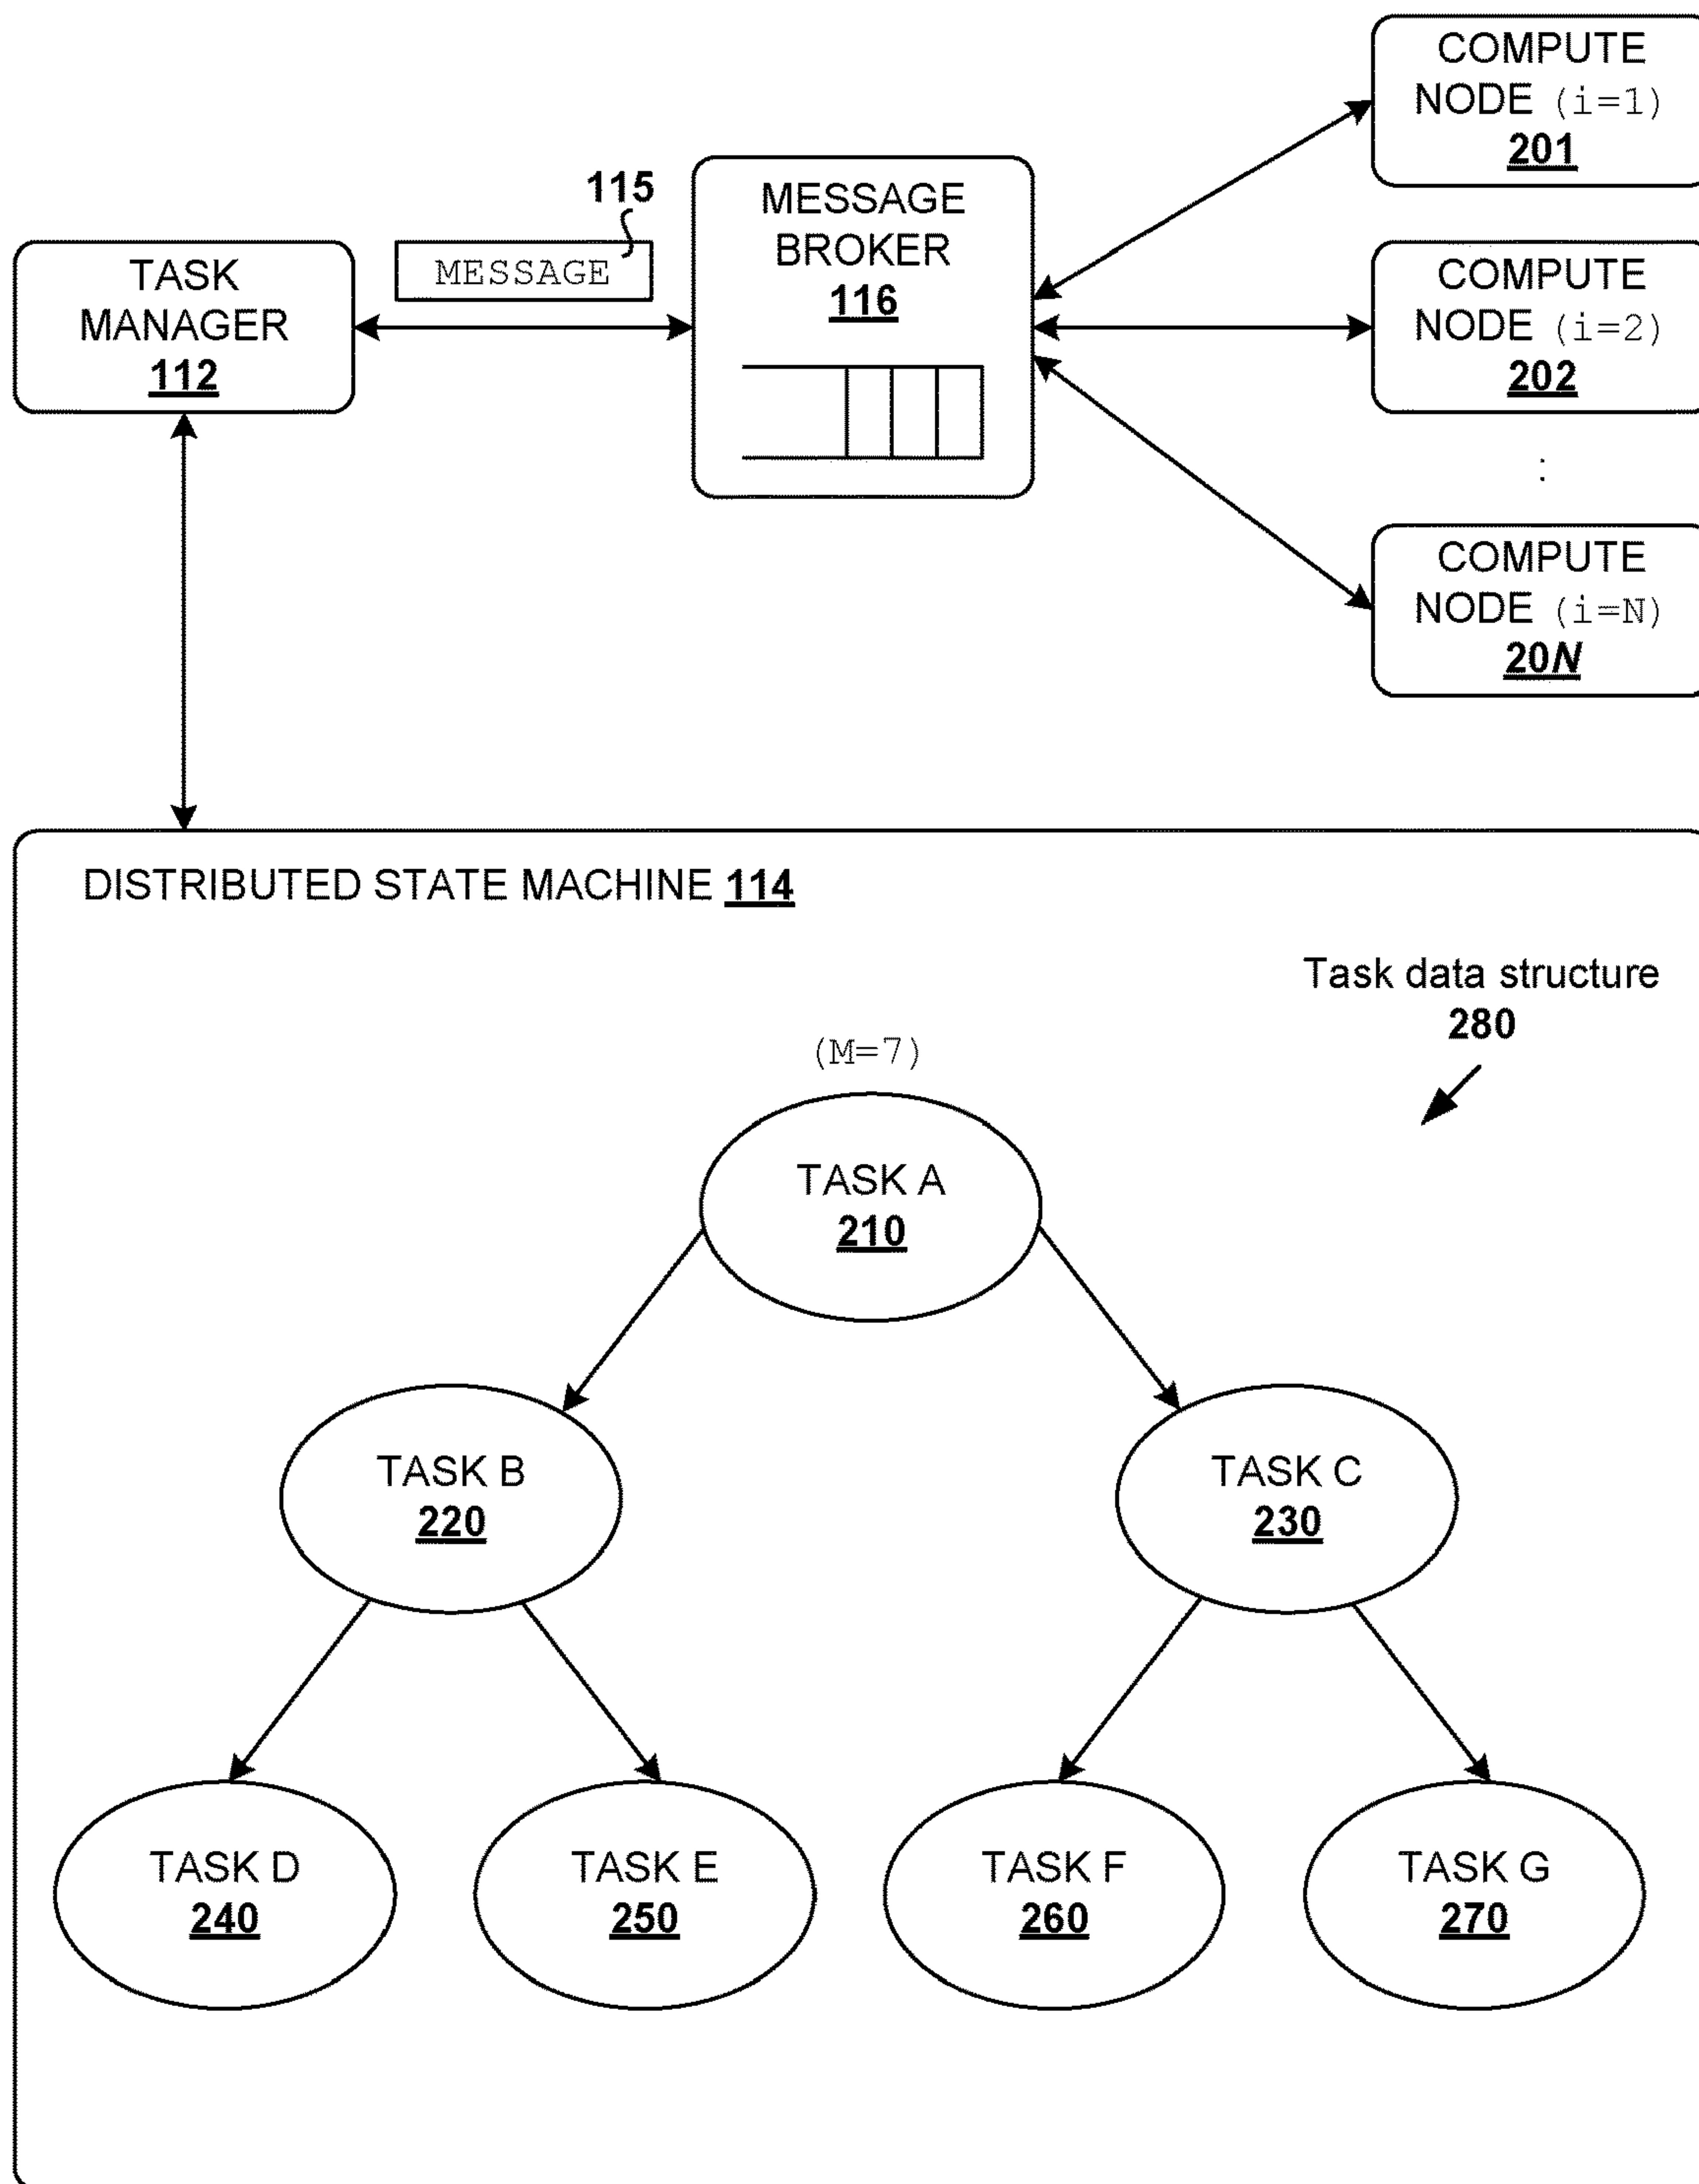 COMPUTE
NODE (i=1)
201
115
MESSAGE
BROKER
116
TASK
MANAGER
112
MESSAGE
COMPUTE
NODE (i=2)
202
:
COMPUTE
NODE (i=N)
20N
DISTRIBUTED STATE MACHINE 114
Task data structure
280
(M=7)
TASK A
210
TASK B
220
TASK C
230
TASK D
240
TASK E
250
TASK F
260
TASK G
270